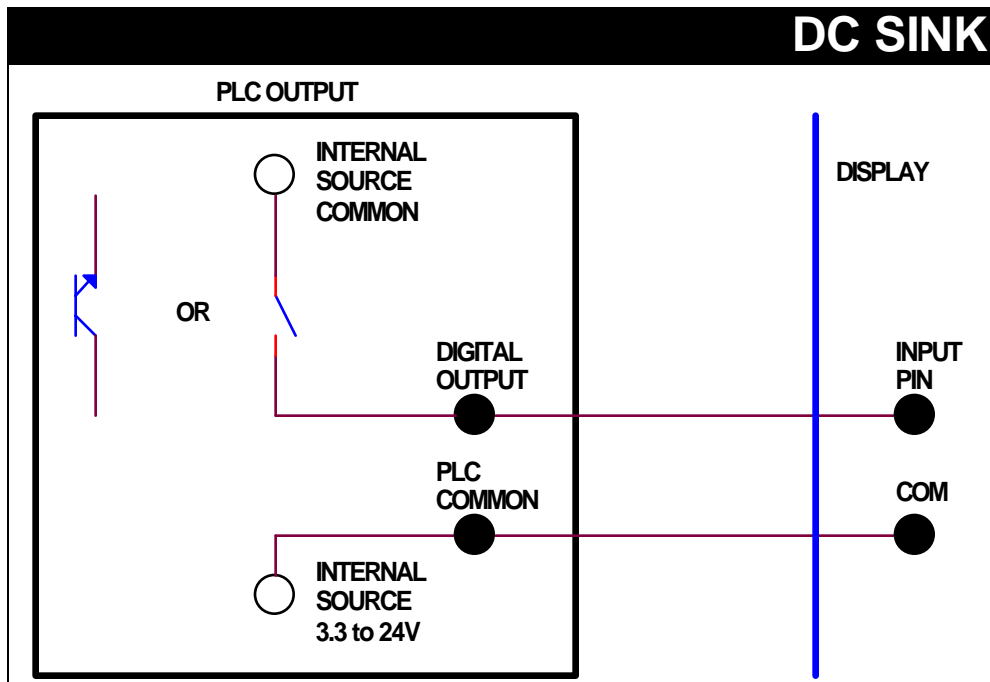 DC SINK
PLC OUTPUT
INTERNAL
SOURCE
COMMON
DISPLAY
OR
DIGITAL
OUTPUT
INPUT
PIN
PLC
COMMON
COM
INTERNAL
SOURCE
3.3 to 24V